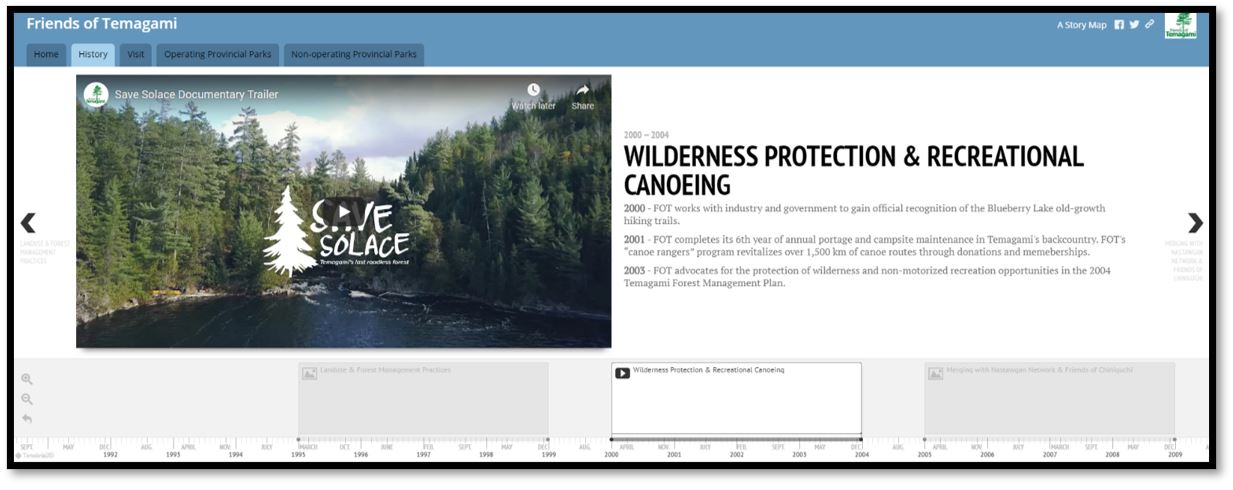 Friends of Temagami
A Story Map
Friends of
Temagami
Home
History
Visit
Operating Provincial Parks
Non-operating Provincial Parks
Save Solace Documentary Trailer
Watch later
Share
SAVE
SOLACE
Temagami's last roadless forest
2000 – 2004
WILDERNESS PROTECTION & RECREATIONAL
CANOEING
2000 - FOT works with industry and government to gain official recognition of the Blueberry Lake old-growth
hiking trails.
2001 - FOT completes its 6th year of annual portage and campsite maintenance in Temagami's backcountry. FOT's
"canoe rangers" program revitalizes over 1,500 km of canoe routes through donations and memeberships.
2003 - FOT advocates for the protection of wilderness and non-motorized recreation opportunities in the 2004
Temagami Forest Management Plan.
LANDUSE & FOREST
MANAGEMENT
PRACTICES
MERGING WITH
NASTAWGAN
NETWORK &
FRIENDS OF
CHINIGUCHI
Landuse & Forest Management Practices
Wilderness Protection & Recreational Canoeing
Merging with Nastawgan Network & Friends of Chiniguchi
SEPT. MAY DEC. AUG. APRIL NOV. JULY MARCH OCT. JUNE FEB. SEPT. MAY DEC. AUG. APRIL NOV. JULY MARCH DEC. AUG. APRIL NOV. JULY MARCH DEC.
1992 1993 1994 1995 1996 1997 1998 1999 2000 2001 2002 2003 2004 2005 2006 2007 2008 2009
TimelineJS